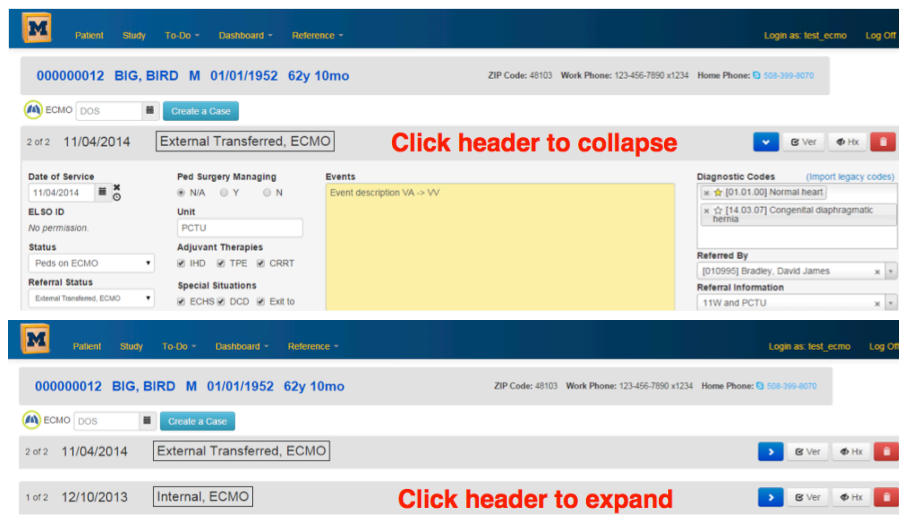 M Patient Study To-Do Dashboard Reference Login as: test_ecmo Log Off
000000012 BIG, BIRD M 01/01/1952 62y 10mo ZIP Code: 48103 Work Phone: 123-456-7890 x1234 Home Phone: 508-399-8070
ECMO DOS Create a Case
2 of 2 11/04/2014 External Transferred, ECMO Click header to collapse Ver Hx
Date of Service Ped Surgery Managing Events Diagnostic Codes (Import legacy codes)
11/04/2014 N/A Y N Event description VA -> VV × [01.01.00] Normal heart
ELSO ID Unit × [14.03.07] Congenital diaphragmatic
hernia
No permission. PCTU
Status Adjuvant Therapies
Peds on ECMO IHD TPE CRRT Referred By
[010995] Bradley, David James ×
Referral Status Special Situations Referral Information
External Transferred, ECMO ECHS DCD Exit to 11W and PCTU ×
M Patient Study To-Do Dashboard Reference Login as: test_ecmo Log Off
000000012 BIG, BIRD M 01/01/1952 62y 10mo ZIP Code: 48103 Work Phone: 123-456-7890 x1234 Home Phone: 508-399-8070
ECMO DOS Create a Case
2 of 2 11/04/2014 External Transferred, ECMO Ver Hx
1 of 2 12/10/2013 Internal, ECMO Click header to expand Ver Hx